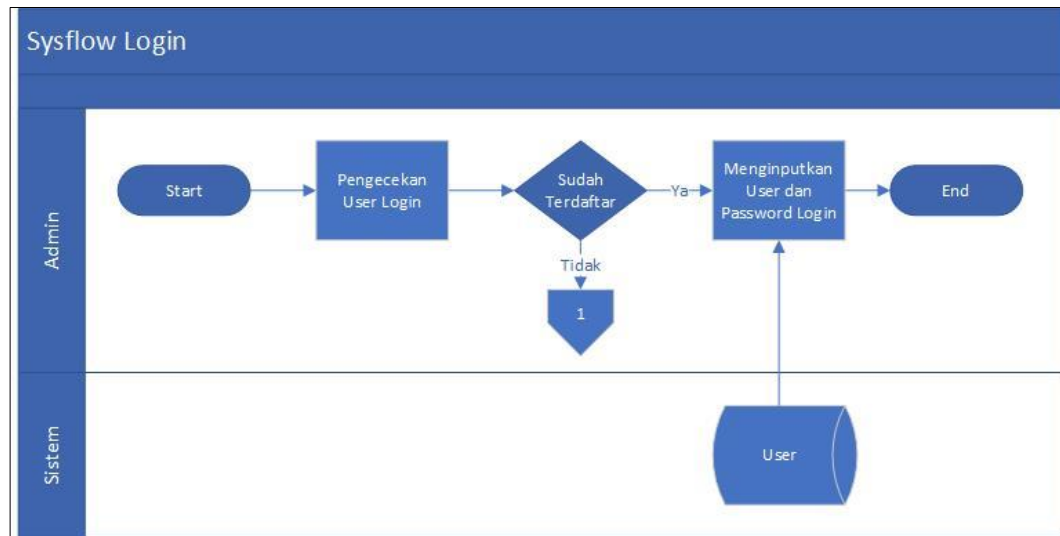 Sysflow Login
Admin
Start
Pengecekan
User Login
Sudah
Terdaftar
Ya
Menginputkan
User dan
Password Login
End
Tidak
1
Sistem
User